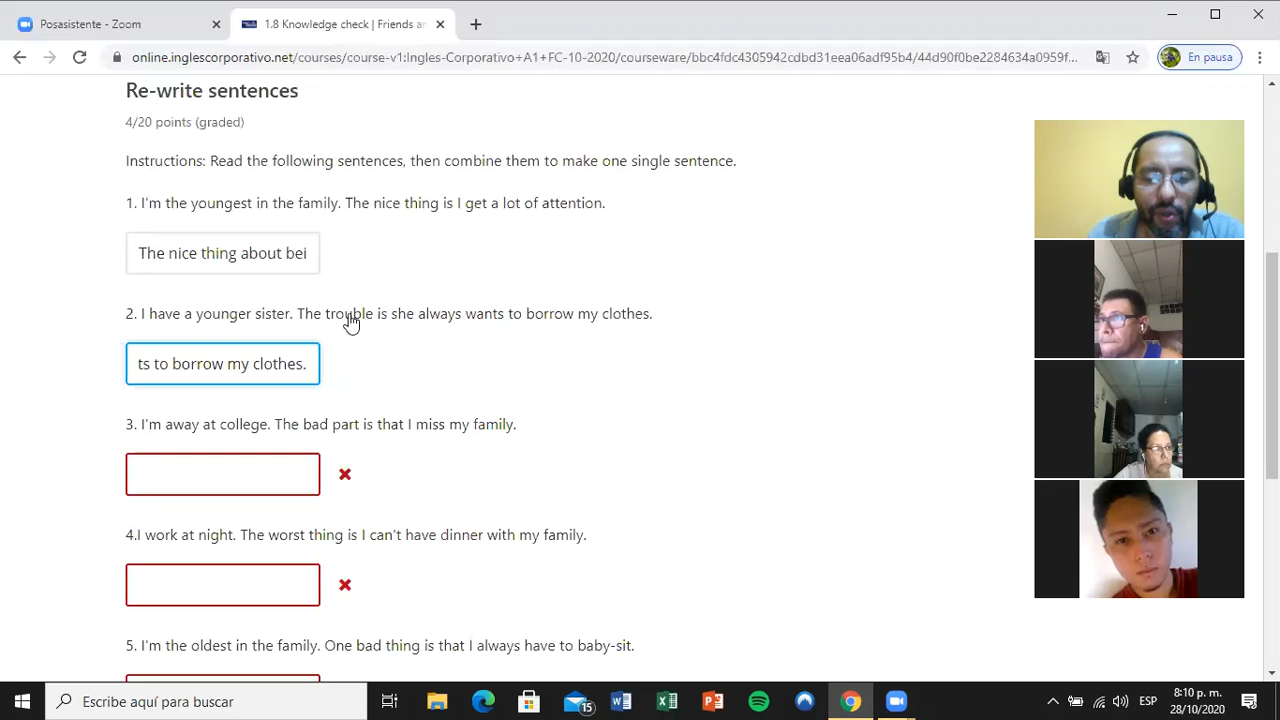 Posasistente - Zoom
1.8 Knowledge check | Friends an
online.inglescorporativo.net/courses/course-v1:Ingles-Corporativo+A1+FC-10-2020/courseware/bbc4fdc4305942cdbd31eea06adf95b4/44d90f0be2284634a0959f...
En pausa
Re-write sentences
4/20 points (graded)
Instructions: Read the following sentences, then combine them to make one single sentence.
1. I'm the youngest in the family. The nice thing is I get a lot of attention.
The nice thing about bei
2. I have a younger sister. The trouble is she always wants to borrow my clothes.
ts to borrow my clothes.
3. I'm away at college. The bad part is that I miss my family.
4.I work at night. The worst thing is I can't have dinner with my family.
5. I'm the oldest in the family. One bad thing is that I always have to baby-sit.
Escribe aquí para buscar
15
ESP
8:10 p. m.
28/10/2020